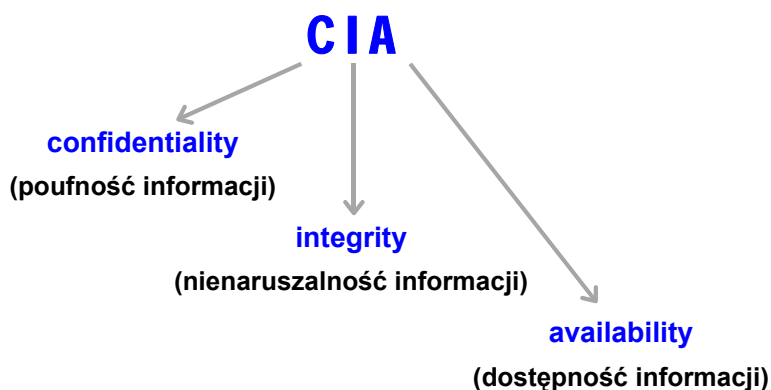 CIA
confidentiality
(poufność informacji)
integrity
(nienaruszalność informacji)
availability
(dostępność informacji)